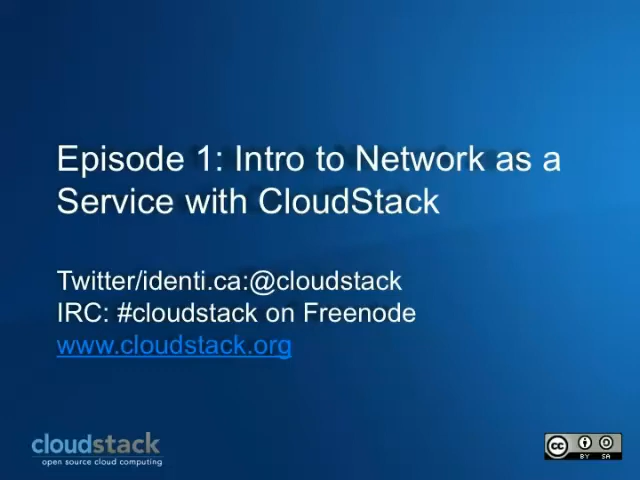 Episode 1: Intro to Network as a
Service with CloudStack
Twitter/identi.ca:@cloudstack
IRC: #cloudstack on Freenode
www.cloudstack.org
cloudstack
open source cloud computing
cc
BY SA